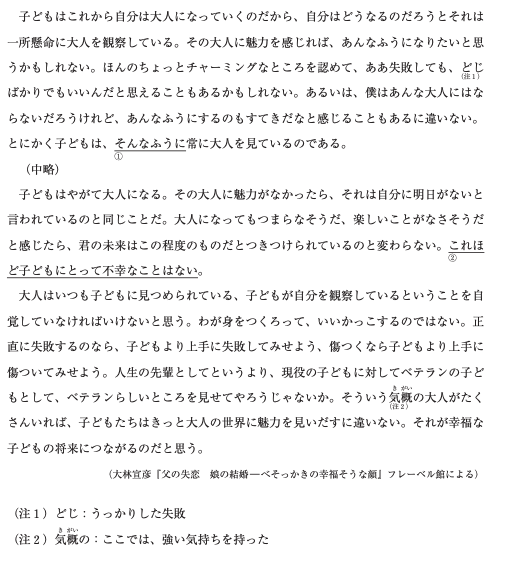 子どもはこれから自分は大人になっていくのだから、自分はどうなるのだろうとそれは
一所懸命に大人を観察している。その大人に魅力を感じれば、あんなふうになりたいと思
うかもしれない。ほんのちょっとチャーミングなところを認めて、ああ失敗しても、どじ
(注1)
ばかりでもいいんだと思えることもあるかもしれない。あるいは、僕はあんな大人にはな
らないだろうけれど、あんなふうにするのもすてきだなと感じることもあるに違いない。
とにかく子どもは、そんなふうに常に大人を見ているのである。
①
(中略)
子どもはやがて大人になる。その大人に魅力がなかったら、それは自分に明日がないと
言われているのと同じことだ。大人になってもつまらなそうだ、楽しいことがなさそうだ
と感じたら、君の未来はこの程度のものだとつきつけられているのと変わらない。これほ
②
ど子どもにとって不幸なことはない。
大人はいつも子どもに見つめられている、子どもが自分を観察しているということを自
覚していなければいけないと思う。わが身をつくろって、いいかっこするのではない。正
直に失敗するのなら、子どもより上手に失敗してみせよう、傷つくなら子どもより上手に
傷ついてみせよう。人生の先輩としてというより、現役の子どもに対してベテランの子ど
きがい
もとして、ベテランらしいところを見せてやろうじゃないか。そういう気概の大人がたく
(注2)
さんいれば、子どもたちはきっと大人の世界に魅力を見いだすに違いない。それが幸福な
子どもの将来につながるのだと思う。
(大林宣彦『父の失恋 娘の結婚―べそっかきの幸福そうな顔』フレーベル館による)
(注1)どじ:うっかりした失敗
きがい
(注2)気概の:ここでは、強い気持ちを持った